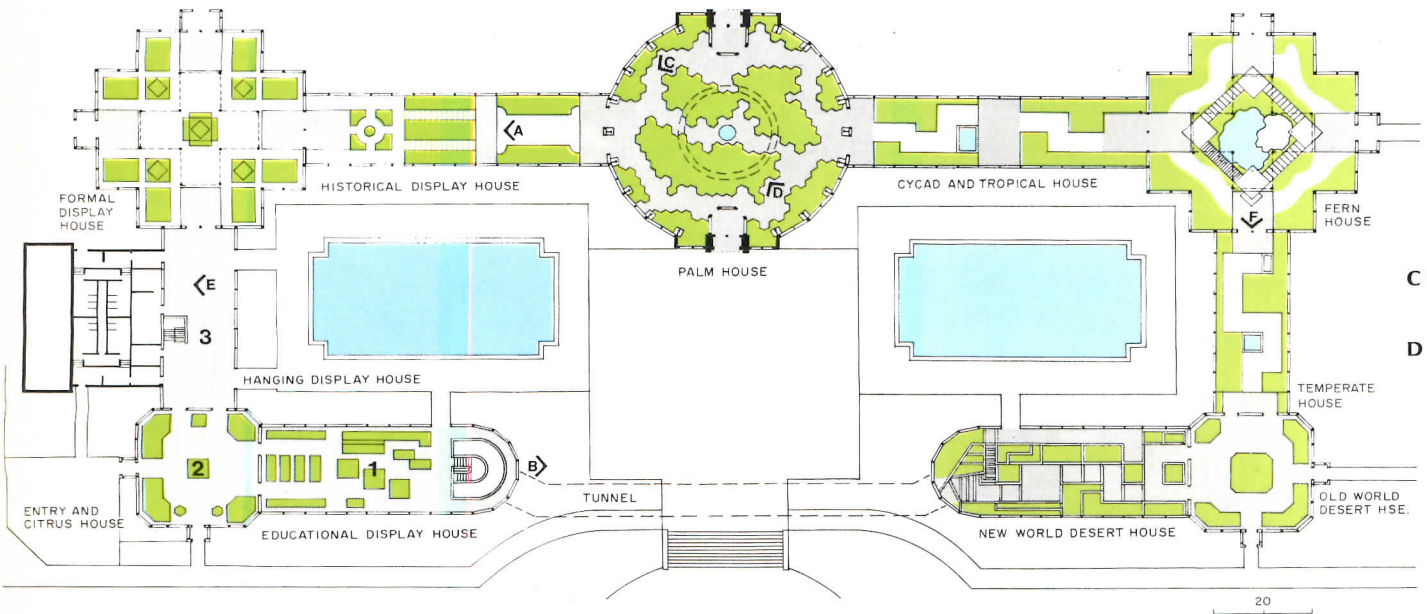 C
A
D
HISTORICAL DISPLAY HOUSE
CYCAD AND TROPICAL HOUSE
FORMAL
DISPLAY
HOUSE
FERN
HOUSE
F
PALM HOUSE
E
C
3
D
HANGING DISPLAY HOUSE
TEMPERATE
HOUSE
2
1
B
TUNNEL
ENTRY AND
CITRUS HOUSE
EDUCATIONAL DISPLAY HOUSE
NEW WORLD DESERT HOUSE
OLD WORLD
DESERT HSE.
20